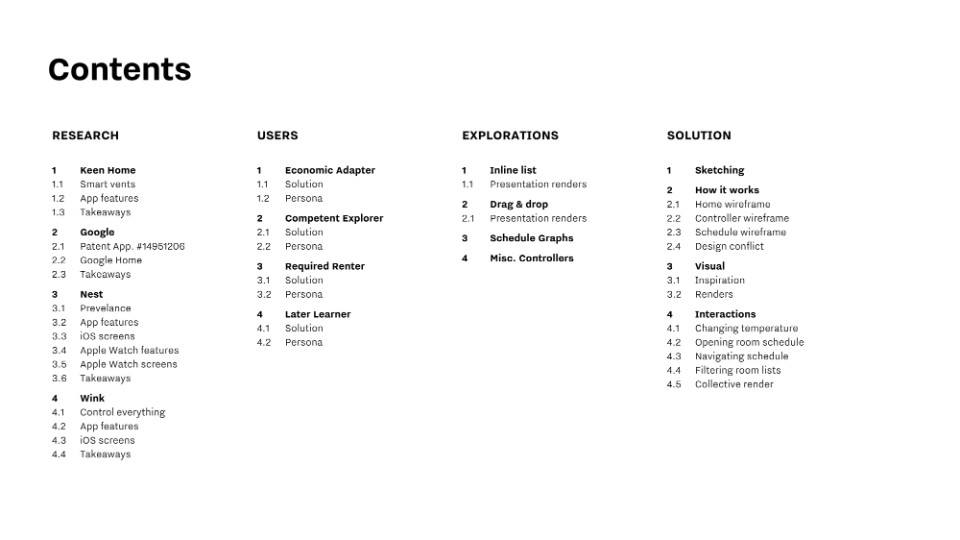 Contents
RESEARCH
1 Keen Home
1.1 Smart vents
1.2 App features
1.3 Takeaways
2 Google
2.1 Patent App. #14951206
2.2 Google Home
2.3 Takeaways
3 Nest
3.1 Prevelance
3.2 App features
3.3 iOS screens
3.4 Apple Watch features
3.5 Apple Watch screens
3.6 Takeaways
4 Wink
4.1 Control everything
4.2 App features
4.3 iOS screens
4.4 Takeaways
USERS
1 Economic Adapter
1.1 Solution
1.2 Persona
2 Competent Explorer
2.1 Solution
2.2 Persona
3 Required Renter
3.1 Solution
3.2 Persona
4 Later Learner
4.1 Solution
4.2 Persona
EXPLORATIONS
1 Inline list
1.1 Presentation renders
2 Drag & drop
2.1 Presentation renders
3 Schedule Graphs
4 Misc. Controllers
SOLUTION
1 Sketching
2 How it works
2.1 Home wireframe
2.2 Controller wireframe
2.3 Schedule wireframe
2.4 Design conflict
3 Visual
3.1 Inspiration
3.2 Renders
4 Interactions
4.1 Changing temperature
4.2 Opening room schedule
4.3 Navigating schedule
4.4 Filtering room lists
4.5 Collective render